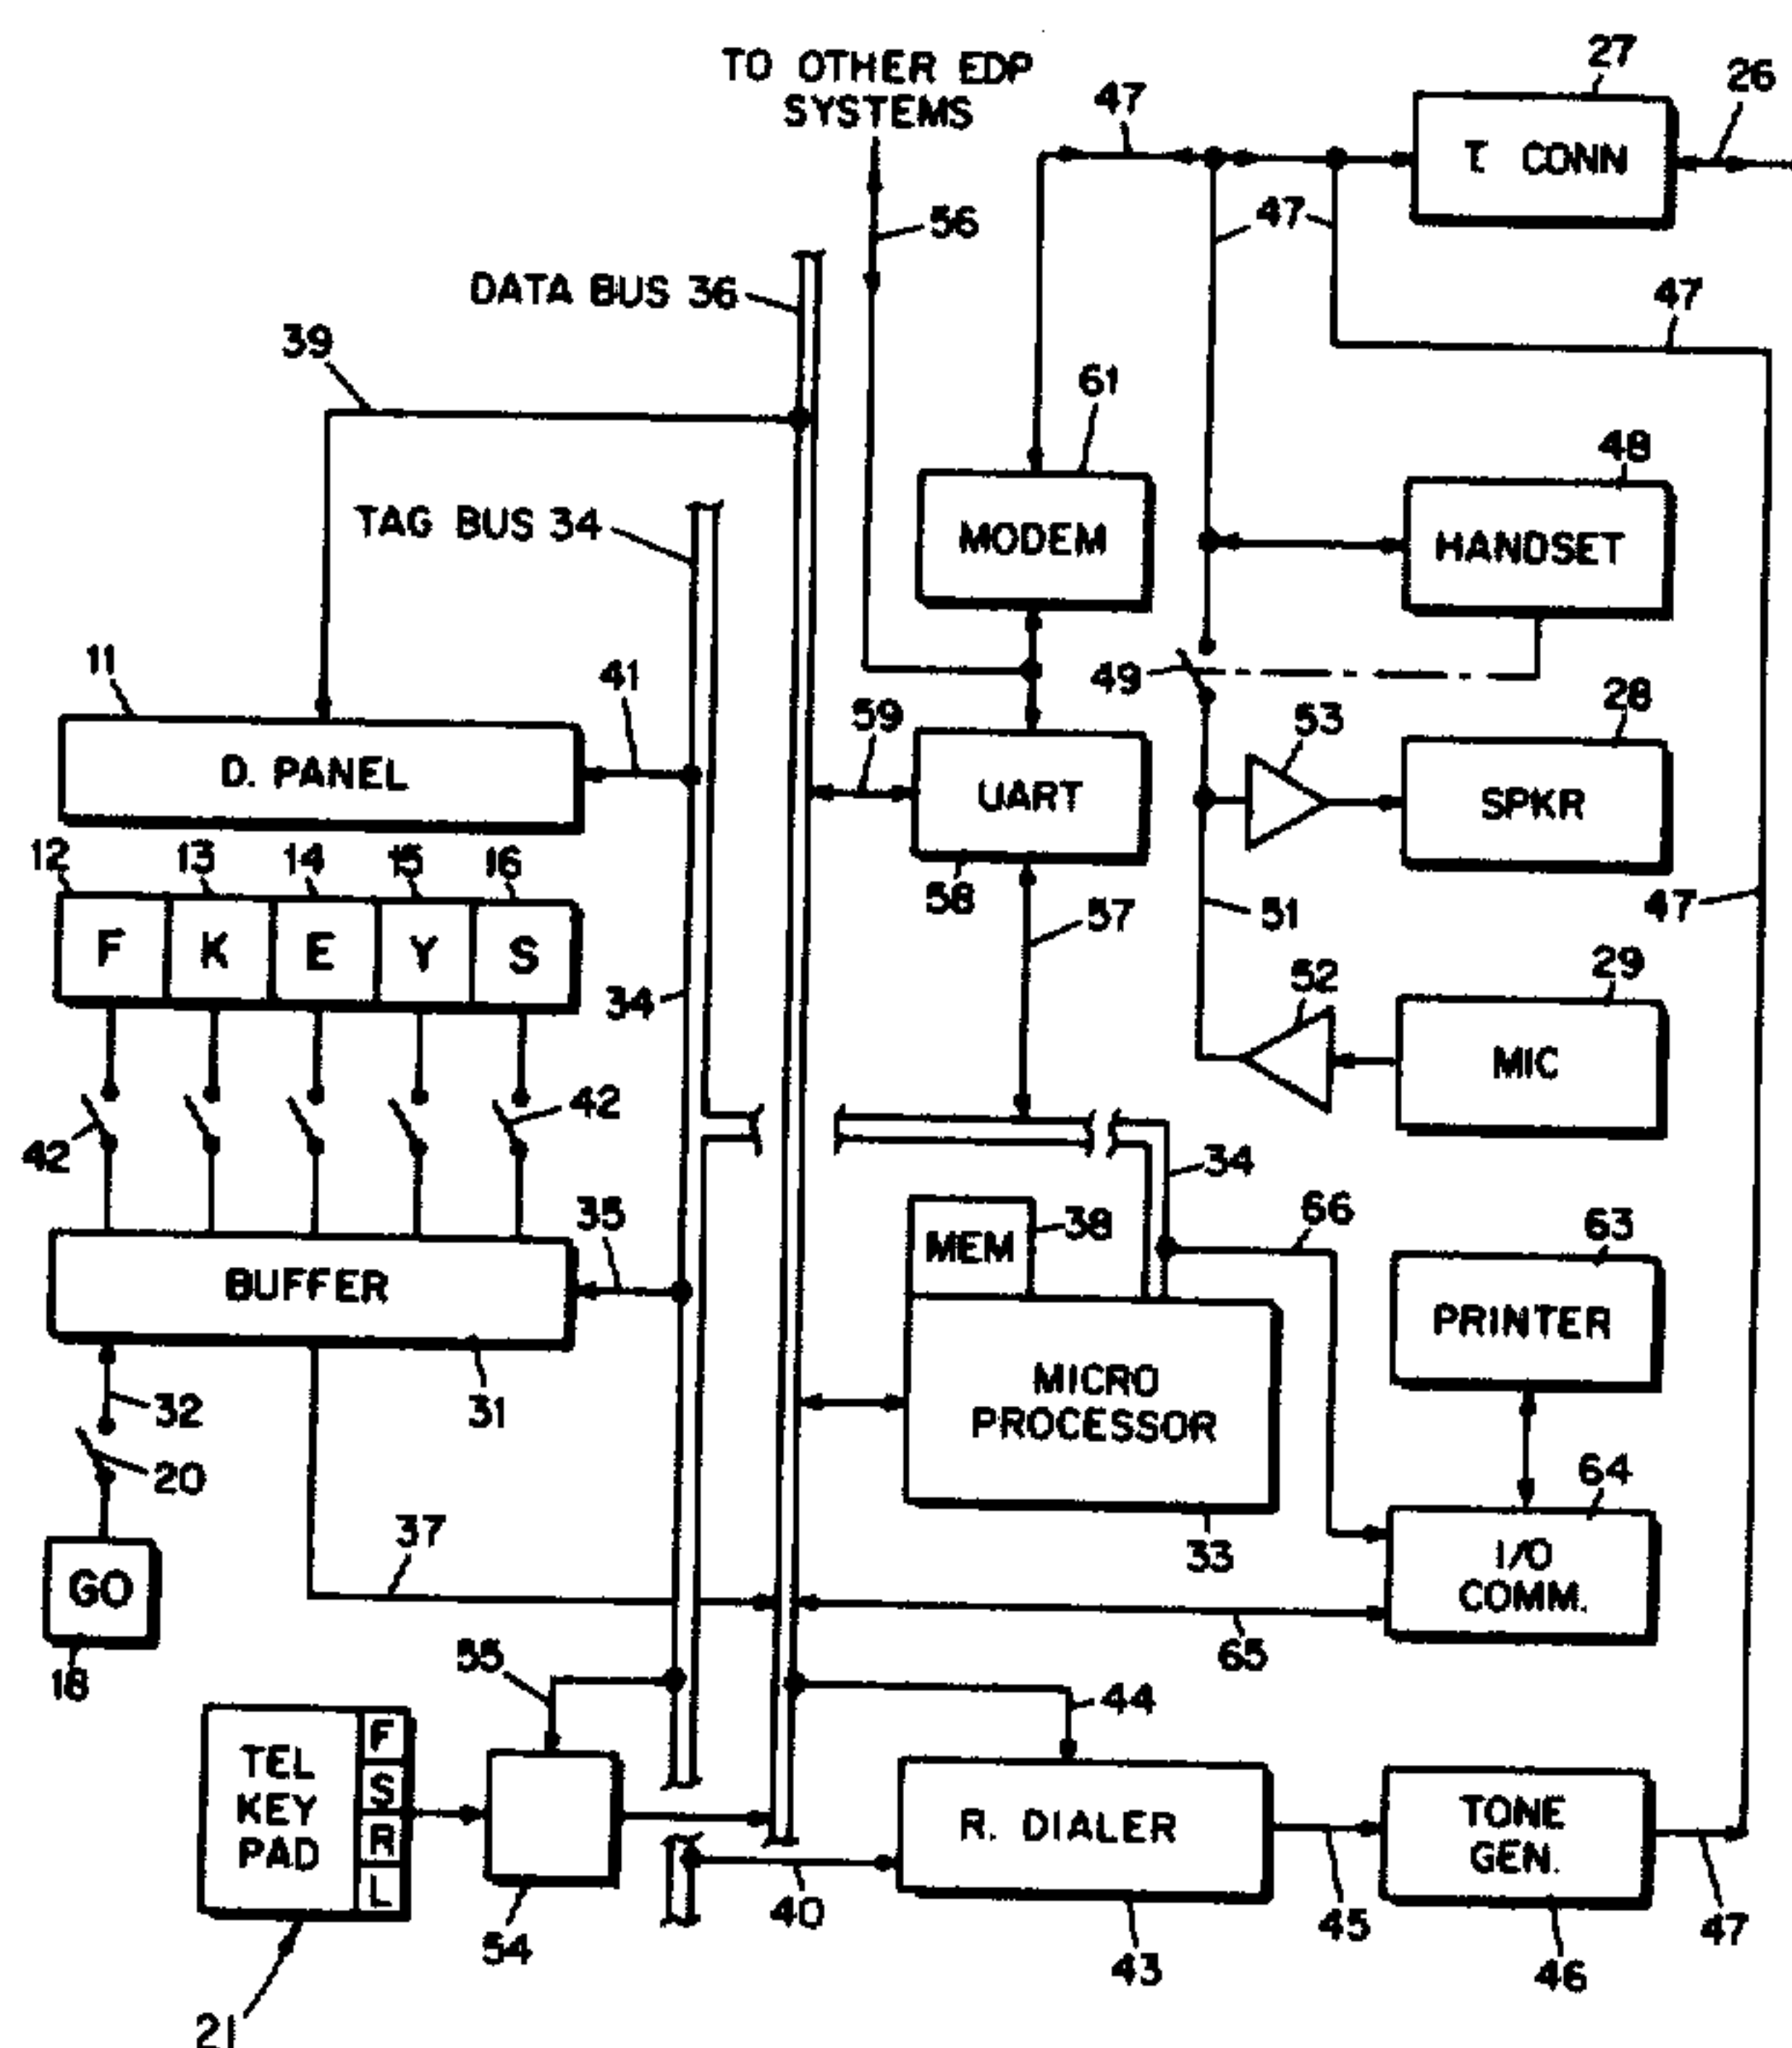 TO OTHER EDP
SYSTEMS
47
27
26
T. CONN
56
47
DATA BUS 36
47
39
61
48
TAG BUS 34
MODEM
HANDSET
11
41
49
59
53
28
D. PANEL
UART
SPKR
12 13 14 15 16
58
57
51
47
F K E Y S
34
52
29
MIC
42
42
34
35
MEM
38
66
63
BUFFER
PRINTER
32
31
MICRO
PROCESSOR
20
64
37
33
I/O
COMM.
GO
18
55
65
44
TEL
KEY
PAD
F
S
R
L
R. DIALER
TONE
GEN.
54
40
43
45
46
47
21